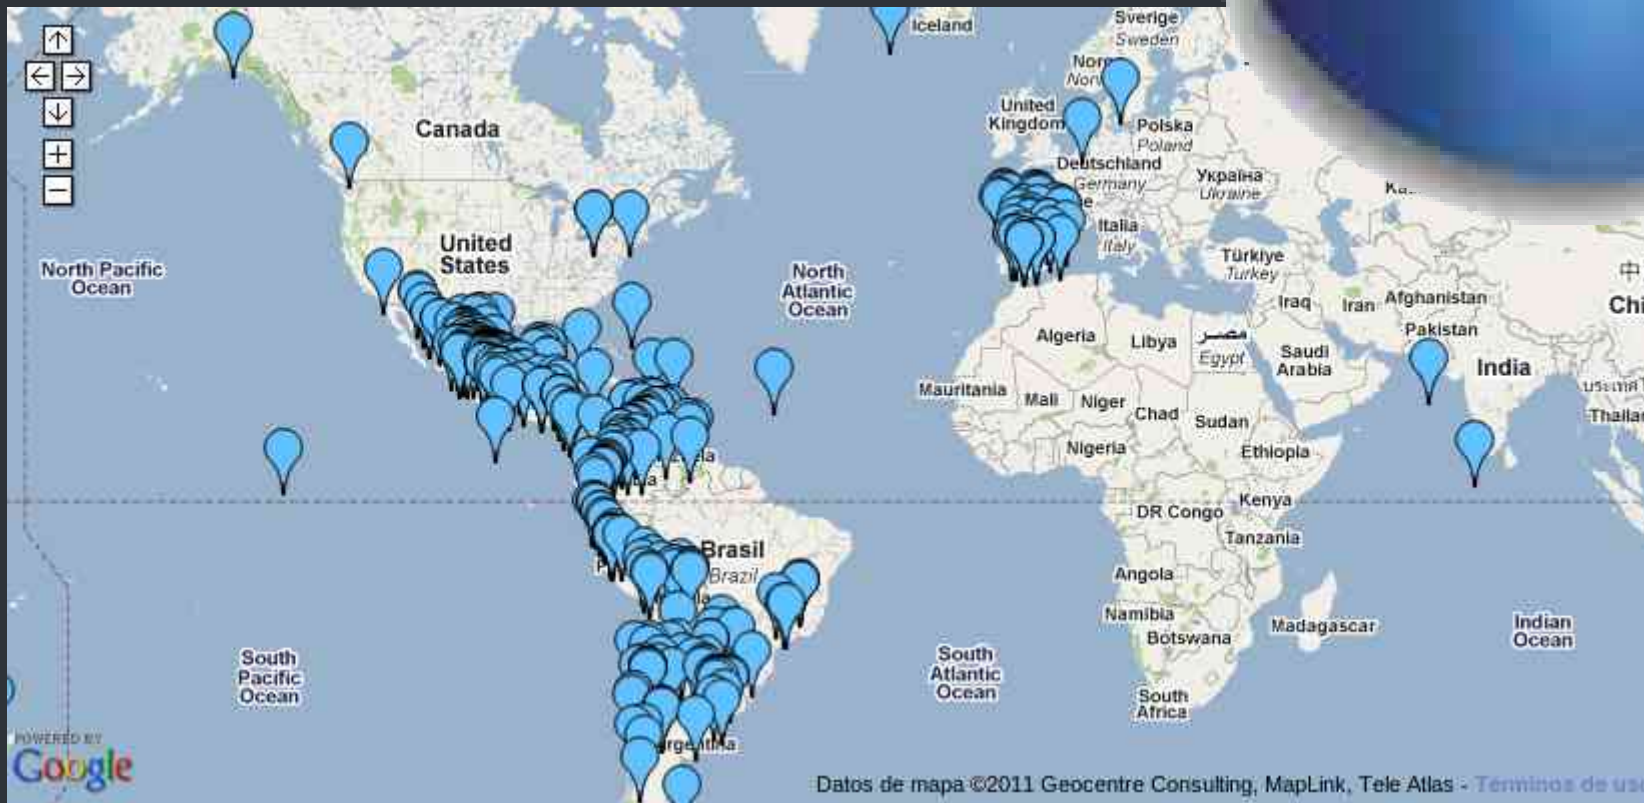 Iceland
Sverige
Sweden
Canada
United
Kingdom
Polska
Poland
Deutschland
Germany
Україна
Ukraine
United
States
Italia
Italy
Türkiye
Turkey
North Pacific
Ocean
North
Atlantic
Ocean
中
Iraq
Iran
Afghanistan
Pakistan
Algeria
Libya
مصر
Egypt
Saudi
Arabia
India
Mauritania
Mali
Niger
Chad
Sudan
Nigeria
Ethiopia
Kenya
DR Congo
Tanzania
Brasil
Brazil
Angola
Namibia
Botswana
Madagascar
Indian
Ocean
South
Pacific
Ocean
South
Atlantic
Ocean
South
Africa
POWERED BY
Google
Datos de mapa ©2011 Geocentre Consulting, MapLink, Tele Atlas - Términos de